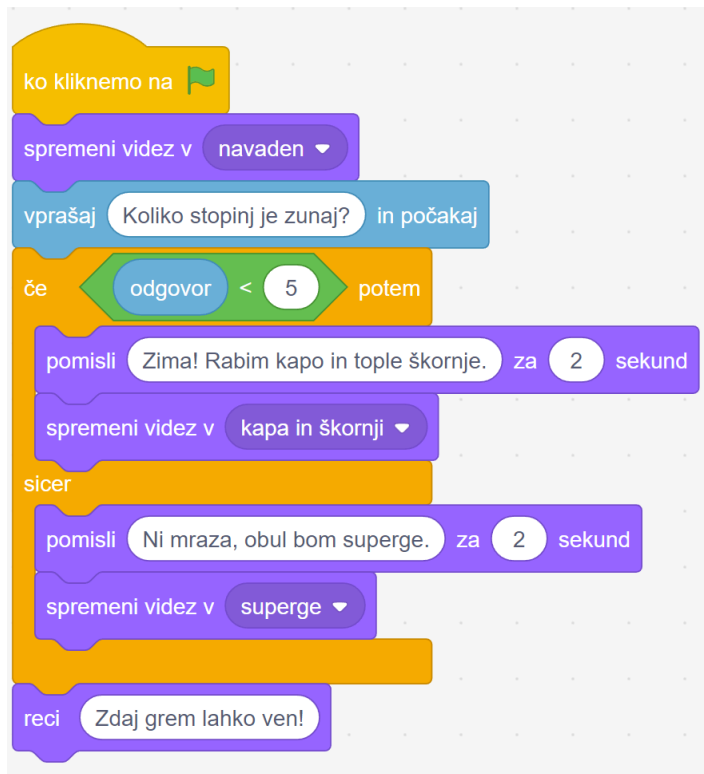 ko kliknemo na
spremeni videz v navaden
vprašaj Koliko stopinj je zunaj? in počakaj
če odgovor < 5 potem
pomisli Zima! Rabim kapo in tople škornje. za 2 sekund
spremeni videz v kapa in škornji
sicer
pomisli Ni mraza, obul bom superge. za 2 sekund
spremeni videz v superge
reci Zdaj grem lahko ven!